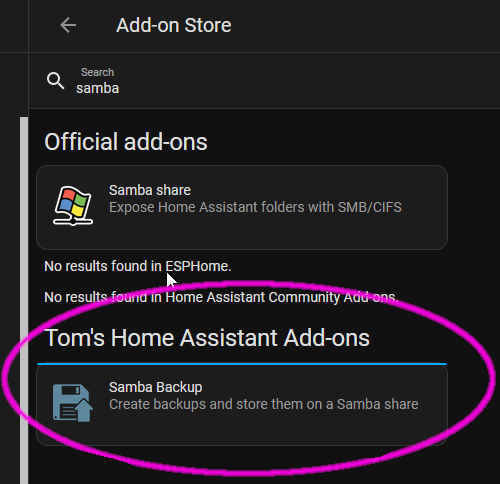 Add-on Store
Search
samba
Official add-ons
Samba share
Expose Home Assistant folders with SMB/CIFS
No results found in ESPHome.
No results found in Home Assistant Community Add-ons.
Tom's Home Assistant Add-ons
Samba Backup
Create backups and store them on a Samba share